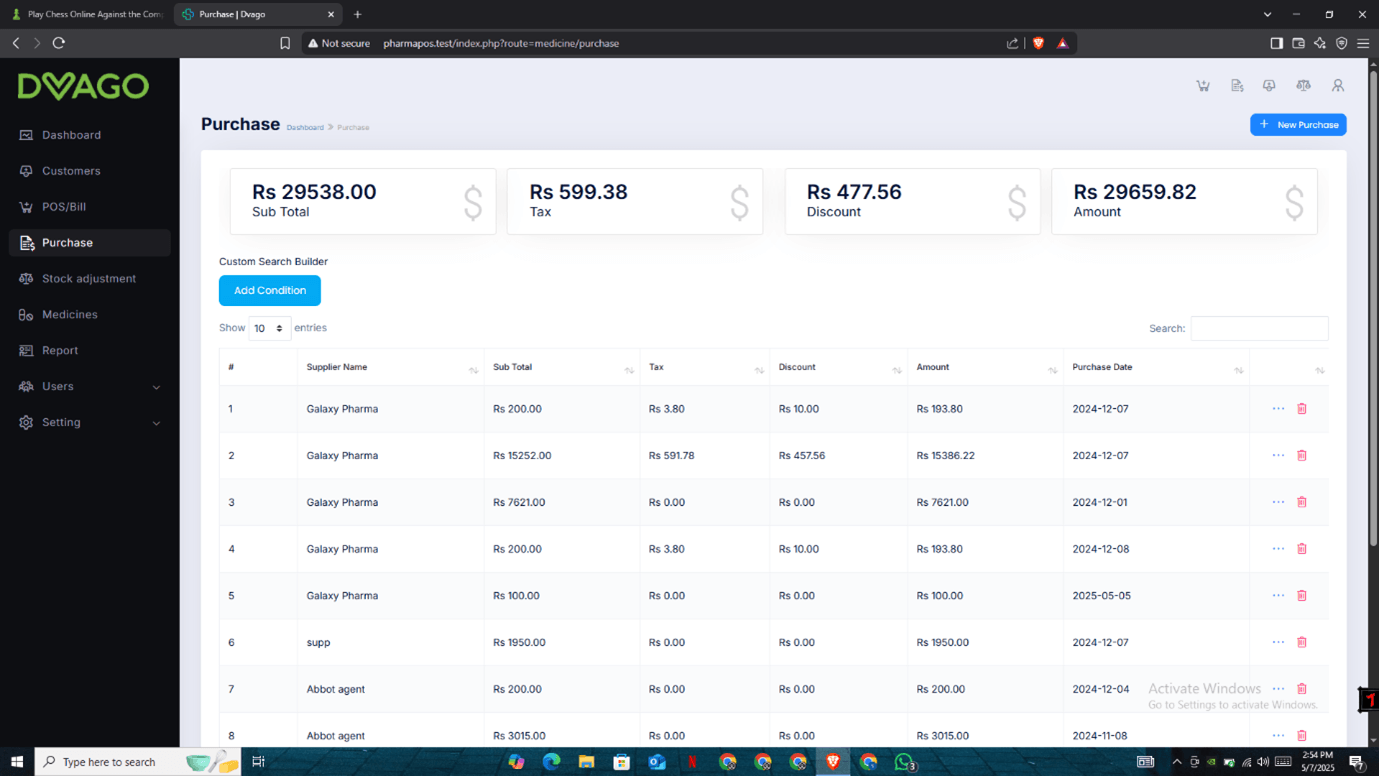 Play Chess Online Against the Comp
Purchase | Dvago
Not secure pharmapos.test/index.php?route=medicine/purchase
DVAGO
Dashboard
Customers
POS/Bill
Purchase
Stock adjustment
Medicines
Report
Users
Setting
Purchase Dashboard Purchase
+ New Purchase
Rs 29538.00
Sub Total
Rs 599.38
Tax
Rs 477.56
Discount
Rs 29659.82
Amount
Custom Search Builder
Add Condition
Show 10 entries
Search:
# Supplier Name Sub Total Tax Discount Amount Purchase Date
1 Galaxy Pharma Rs 200.00 Rs 3.80 Rs 10.00 Rs 193.80 2024-12-07
2 Galaxy Pharma Rs 15252.00 Rs 591.78 Rs 457.56 Rs 15386.22 2024-12-07
3 Galaxy Pharma Rs 7621.00 Rs 0.00 Rs 0.00 Rs 7621.00 2024-12-01
4 Galaxy Pharma Rs 200.00 Rs 3.80 Rs 10.00 Rs 193.80 2024-12-08
5 Galaxy Pharma Rs 100.00 Rs 0.00 Rs 0.00 Rs 100.00 2025-05-05
6 supp Rs 1950.00 Rs 0.00 Rs 0.00 Rs 1950.00 2024-12-07
7 Abbot agent Rs 200.00 Rs 0.00 Rs 0.00 Rs 200.00 2024-12-04
8 Abbot agent Rs 3015.00 Rs 0.00 Rs 0.00 Rs 3015.00 2024-11-08
Activate Windows
Go to Settings to activate Windows.
Type here to search
3
2:54 PM
5/7/2025
7